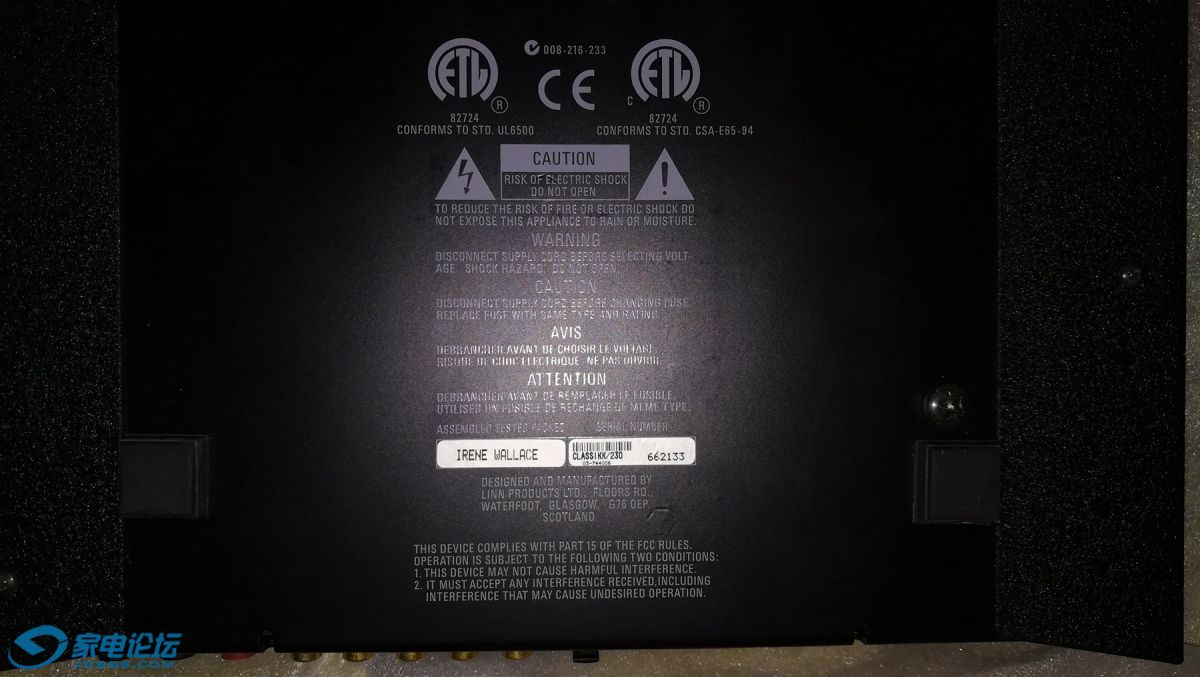 008-216-233
ETL ® CE C ETL ®
82724
CONFORMS TO STD. UL6500
82724
CONFORMS TO STD. CSA-E65-94
CAUTION
RISK OF ELECTRIC SHOCK
DO NOT OPEN
TO REDUCE THE RISK OF FIRE OR ELECTRIC SHOCK DO
NOT EXPOSE THIS APPLIANCE TO RAIN OR MOISTURE.
WARNING
DISCONNECT SUPPLY CORD BEFORE SELECTING VOLT-
AGE. SHOCK HAZARD. DO NOT OPEN.
CAUTION
DISCONNECT SUPPLY CORD BEFORE CHANGING FUSE.
REPLACE FUSE WITH SAME TYPE AND RATING.
AVIS
DEBRANCHER AVANT DE CHOISIR LE VOLTAGE.
RISQUE DE CHOC ELECTRIQUE. NE PAS OUVRIR.
ATTENTION
DEBRANCHER AVANT DE REMPLACER LE FUSIBLE.
UTILISER UN FUSIBLE DE RECHANGE DE MEME TYPE.
ASSEMBLED TESTED PACKED SERIAL NUMBER
IRENE WALLACE
CLASSIKK/230
662133
DESIGNED AND MANUFACTURED BY
LINN PRODUCTS LTD., FLOORS RD.,
WATERFOOT, GLASGOW, G76 0EP,
SCOTLAND
THIS DEVICE COMPLIES WITH PART 15 OF THE FCC RULES.
OPERATION IS SUBJECT TO THE FOLLOWING TWO CONDITIONS:
1. THIS DEVICE MAY NOT CAUSE HARMFUL INTERFERENCE.
2. IT MUST ACCEPT ANY INTERFERENCE RECEIVED,INCLUDING
INTERFERENCE THAT MAY CAUSE UNDESIRED OPERATION.
家电论坛
JDBBS.COM